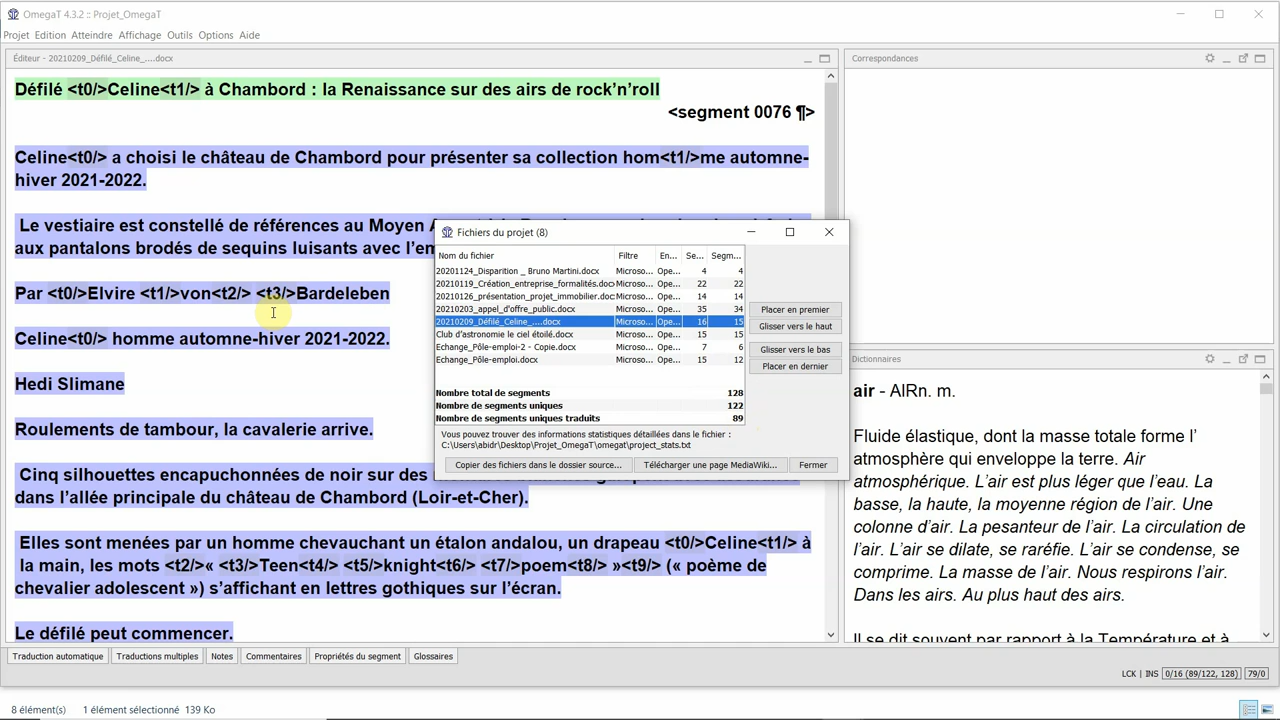 OmegaT 4.3.2 :: Projet_OmegaT
Projet Edition Atteindre Affichage Outils Options Aide
Éditeur - 20210209_Défilé_Celine_....docx
Défilé <t0/>Celine<t1/> à Chambord : la Renaissance sur des airs de rock’n’roll
<segment 0076 ¶>
Celine<t0/> a choisi le château de Chambord pour présenter sa collection hom<t1/>me automne-
hiver 2021-2022.
Le vestiaire est constellé de références au Moyen
aux pantalons brodés de sequins luisants avec
Par <t0/>Elvire <t1/>von<t2/> <t3/>Bardeleben
Celine<t0/> homme automne-hiver 2021-2022.
Hedi Slimane
Roulements de tambour, la cavalerie arrive.
Cinq silhouettes encapuchonnées de noir sur des
dans l’allée principale du château de Chambord (Loir-et-Cher).
Elles sont menées par un homme chevauchant un étalon andalou, un drapeau <t0/>Celine<t1/> à
la main, les mots <t2/>« <t3/>Teen<t4/> <t5/>knight<t6/> <t7/>poem<t8/> »<t9/> (« poème de
chevalier adolescent ») s’affichant en lettres gothiques sur l’écran.
Le défilé peut commencer.
Fichiers du projet (8)
Nom du fichier Filtre En... Se... Segm...
20201124_Disparition _ Bruno Martini.docx Microso... Ope... 4 4
20210119_Création_entreprise_formalités.doc Microso... Ope... 22 22
20210126_présentation_projet_immobilier.doc Microso... Ope... 14 14
20210203_appel_d'offre_public.docx Microso... Ope... 35 34
20210209_Défilé_Celine_....docx Microso... Ope... 16 15
Club d’astronomie le ciel étoilé.docx Microso... Ope... 15 15
Echange_Pôle-emploi-2 - Copie.docx Microso... Ope... 7 6
Echange_Pôle-emploi.docx Microso... Ope... 15 12
Nombre total de segments 128
Nombre de segments uniques 122
Nombre de segments uniques traduits 89
Vous pouvez trouver des informations statistiques détaillées dans le fichier :
C:\Users\abidr\Desktop\Projet_OmegaT\omegat\project_stats.txt
Copier des fichiers dans le dossier source... Télécharger une page MediaWiki... Fermer
Placer en premier
Glisser vers le haut
Glisser vers le bas
Placer en dernier
Correspondances
Dictionnaires
air - AIRn. m.
Fluide élastique, dont la masse totale forme l’
atmosphère qui enveloppe la terre. Air
atmosphérique. L’air est plus léger que l’eau. La
basse, la haute, la moyenne région de l’air. Une
colonne d’air. La pesanteur de l’air. La circulation de
l’air. L’air se dilate, se raréfie. L’air se condense, se
comprime. La masse de l’air. Nous respirons l’air.
Dans les airs. Au plus haut des airs.
Il se dit souvent par rapport à la Température et à
Traduction automatique Traductions multiples Notes Commentaires Propriétés du segment Glossaires
LCK | INS 0/16 (89/122, 128) 79/0
8 élément(s) 1 élément sélectionné 139 Ko